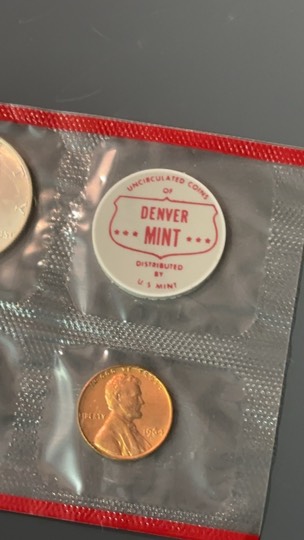 UNCIRCULATED COINS
OF
DENVER
*** MINT ***
DISTRIBUTED
BY
U S MINT
LIBERTY